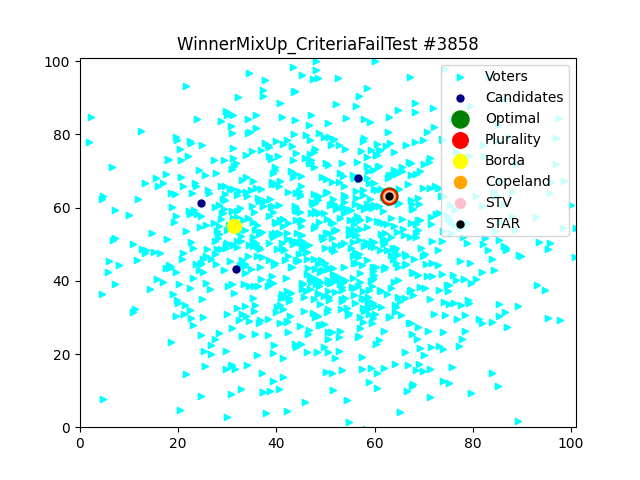 WinnerMixUp_CriteriaFailTest #3858
Voters
Candidates
Optimal
Plurality
Borda
Copeland
STV
STAR
100
80
60
40
20
0
0 20 40 60 80 100